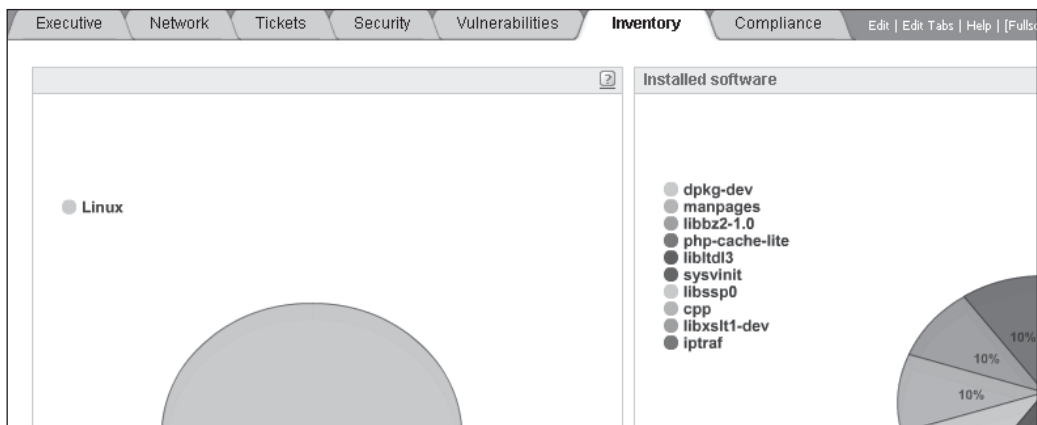 Executive Network Tickets Security Vulnerabilities Inventory Compliance Edit | Edit Tabs | Help | [Fullsc
?
Installed software
Linux
dpkg-dev
manpages
libbz2-1.0
php-cache-lite
libltdl3
sysvinit
libssp0
cpp
libxslt1-dev
iptraf
10%
10%
10%